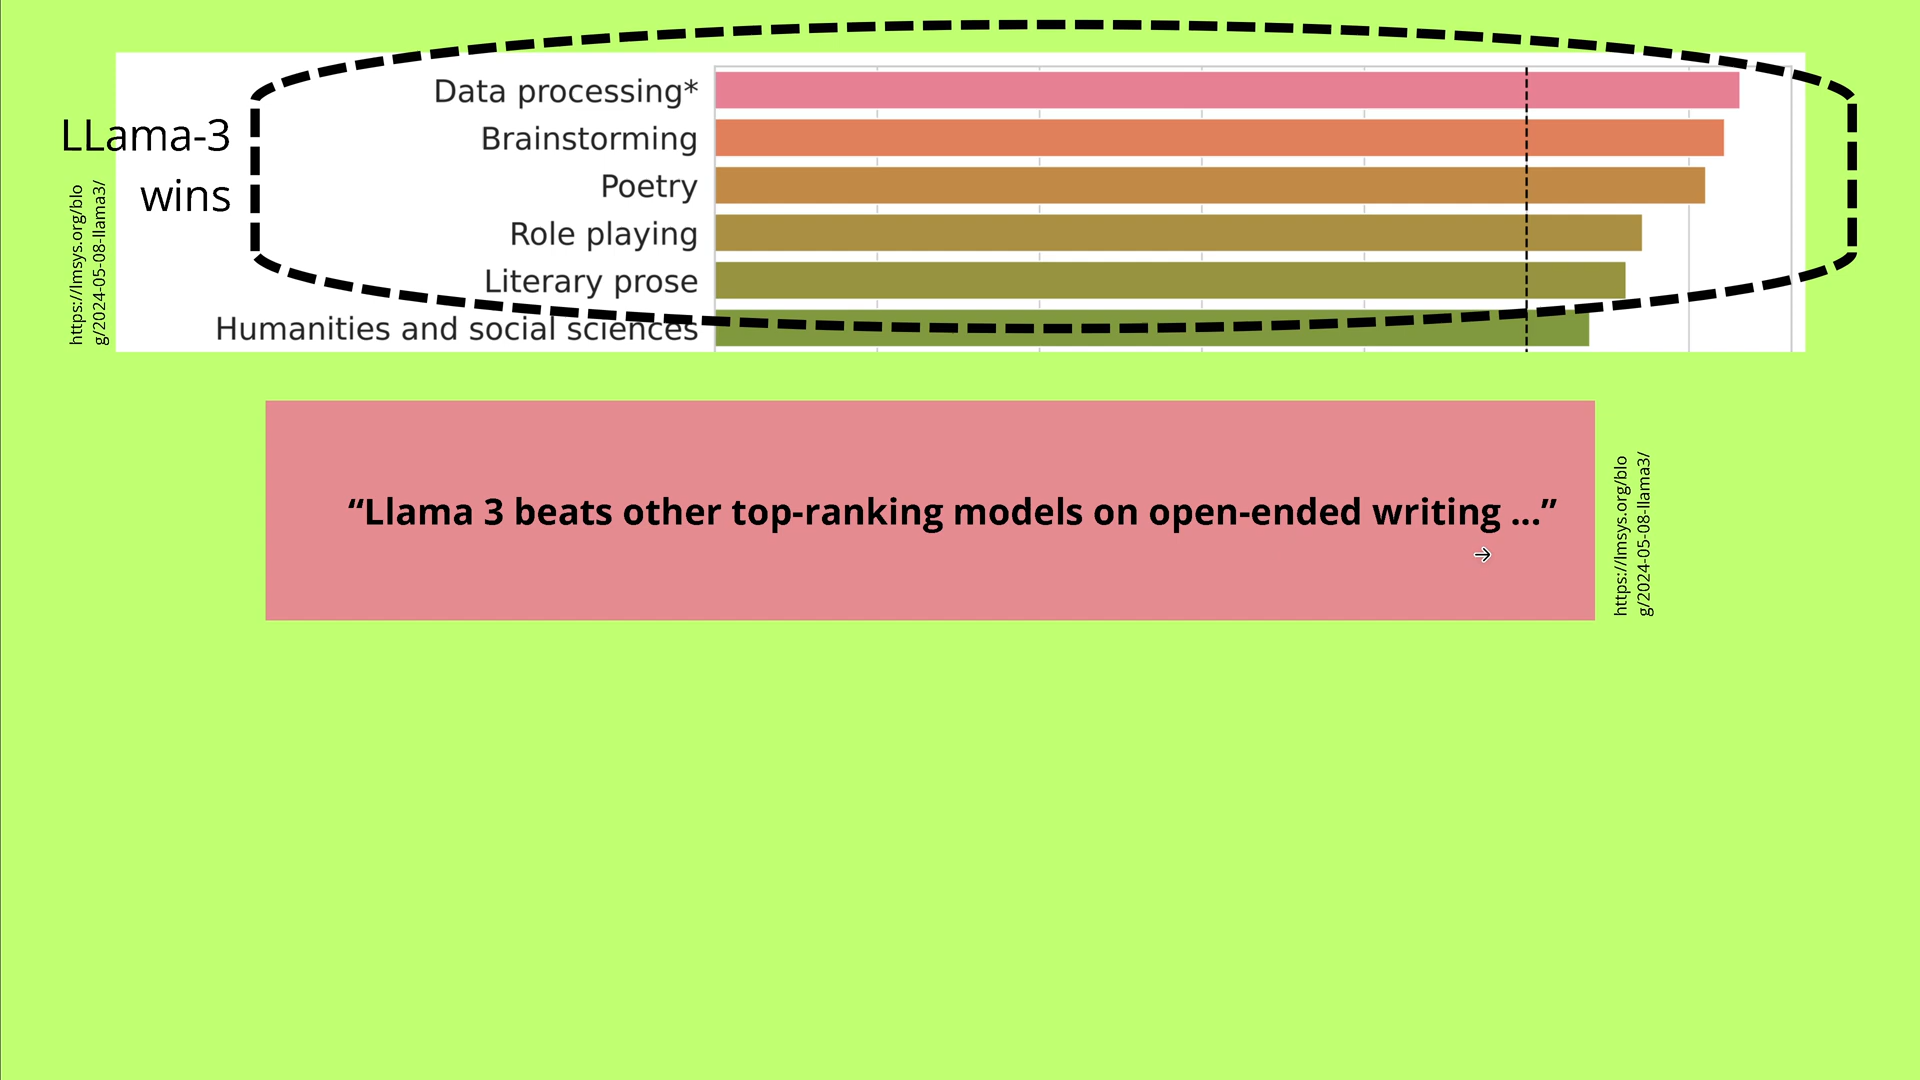 LLama-3
wins
https://lmsys.org/blo
g/2024-05-08-llama3/
Data processing*
Brainstorming
Poetry
Role playing
Literary prose
Humanities and social sciences
“Llama 3 beats other top-ranking models on open-ended writing ...”
https://lmsys.org/blo
g/2024-05-08-llama3/